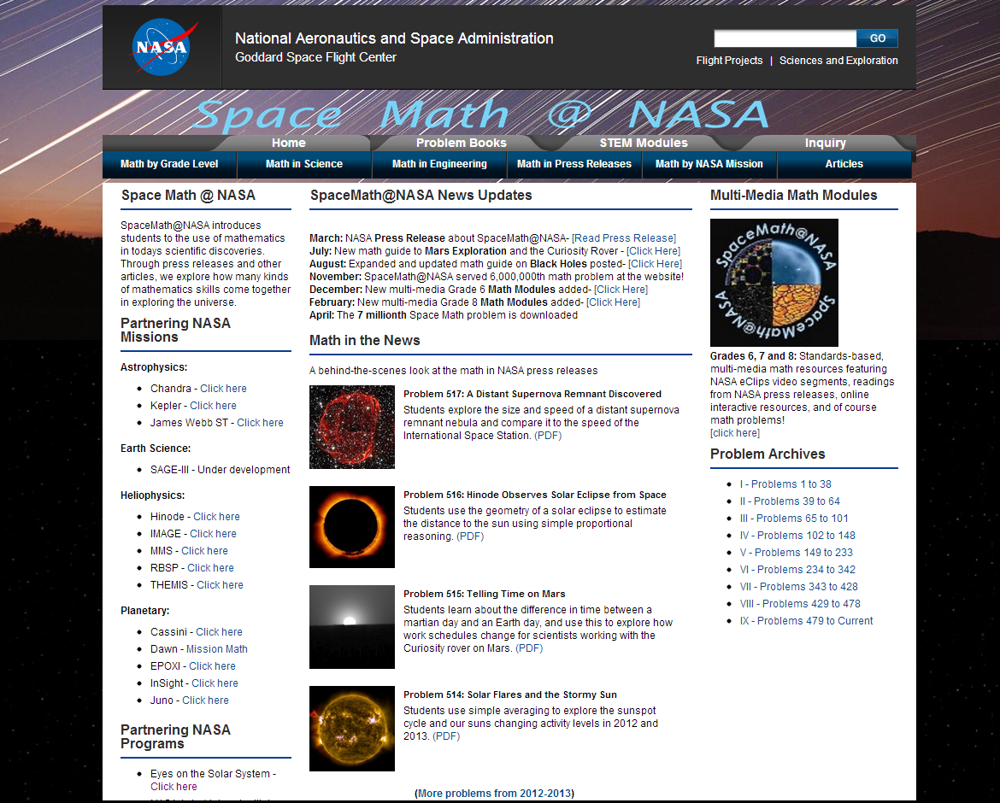 NASA
National Aeronautics and Space Administration
Goddard Space Flight Center
GO
Flight Projects | Sciences and Exploration
Space Math @ NASA
Home Problem Books STEM Modules Inquiry
Math by Grade Level Math in Science Math in Engineering Math in Press Releases Math by NASA Mission Articles
Space Math @ NASA
SpaceMath@NASA introduces
students to the use of mathematics
in todays scientific discoveries.
Through press releases and other
articles, we explore how many kinds
of mathematics skills come together
in exploring the universe.
Partnering NASA
Missions
Astrophysics:
Chandra - Click here
Kepler - Click here
James Webb ST - Click here
Earth Science:
SAGE-III - Under development
Heliophysics:
Hinode - Click here
IMAGE - Click here
MMS - Click here
RBSP - Click here
THEMIS - Click here
Planetary:
Cassini - Click here
Dawn - Mission Math
EPOXI - Click here
InSight - Click here
Juno - Click here
Partnering NASA
Programs
Eyes on the Solar System -
Click here
SpaceMath@NASA News Updates
March: NASA Press Release about SpaceMath@NASA- [Read Press Release]
July: New math guide to Mars Exploration and the Curiosity Rover - [Click Here]
August: Expanded and updated math guide on Black Holes posted- [Click Here]
November: SpaceMath@NASA served 6,000,000th math problem at the website!
December: New multi-media Grade 6 Math Modules added- [Click Here]
February: New multi-media Grade 8 Math Modules added- [Click Here]
April: The 7 millionth Space Math problem is downloaded
Math in the News
A behind-the-scenes look at the math in NASA press releases
Problem 517: A Distant Supernova Remnant Discovered
Students explore the size and speed of a distant supernova
remnant nebula and compare it to the speed of the
International Space Station. (PDF)
Problem 516: Hinode Observes Solar Eclipse from Space
Students use the geometry of a solar eclipse to estimate
the distance to the sun using simple proportional
reasoning. (PDF)
Problem 515: Telling Time on Mars
Students learn about the difference in time between a
martian day and an Earth day, and use this to explore how
work schedules change for scientists working with the
Curiosity rover on Mars. (PDF)
Problem 514: Solar Flares and the Stormy Sun
Students use simple averaging to explore the sunspot
cycle and our suns changing activity levels in 2012 and
2013. (PDF)
(More problems from 2012-2013)
Multi-Media Math Modules
SpaceMath@NASA
SpaceMath@NASA
Grades 6, 7 and 8: Standards-based,
multi-media math resources featuring
NASA eClips video segments, readings
from NASA press releases, online
interactive resources, and of course
math problems!
[click here]
Problem Archives
I - Problems 1 to 38
II - Problems 39 to 64
III - Problems 65 to 101
IV - Problems 102 to 148
V - Problems 149 to 233
VI - Problems 234 to 342
VII - Problems 343 to 428
VIII - Problems 429 to 478
IX - Problems 479 to Current